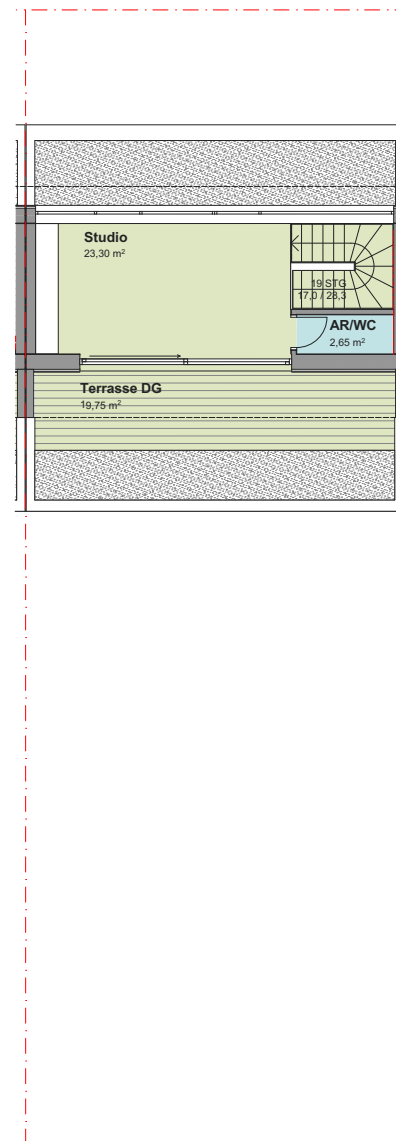 Studio
23,30 m²
19 STG
17,0 / 28,3
AR/WC
2,65 m²
Terrasse DG
19,75 m²